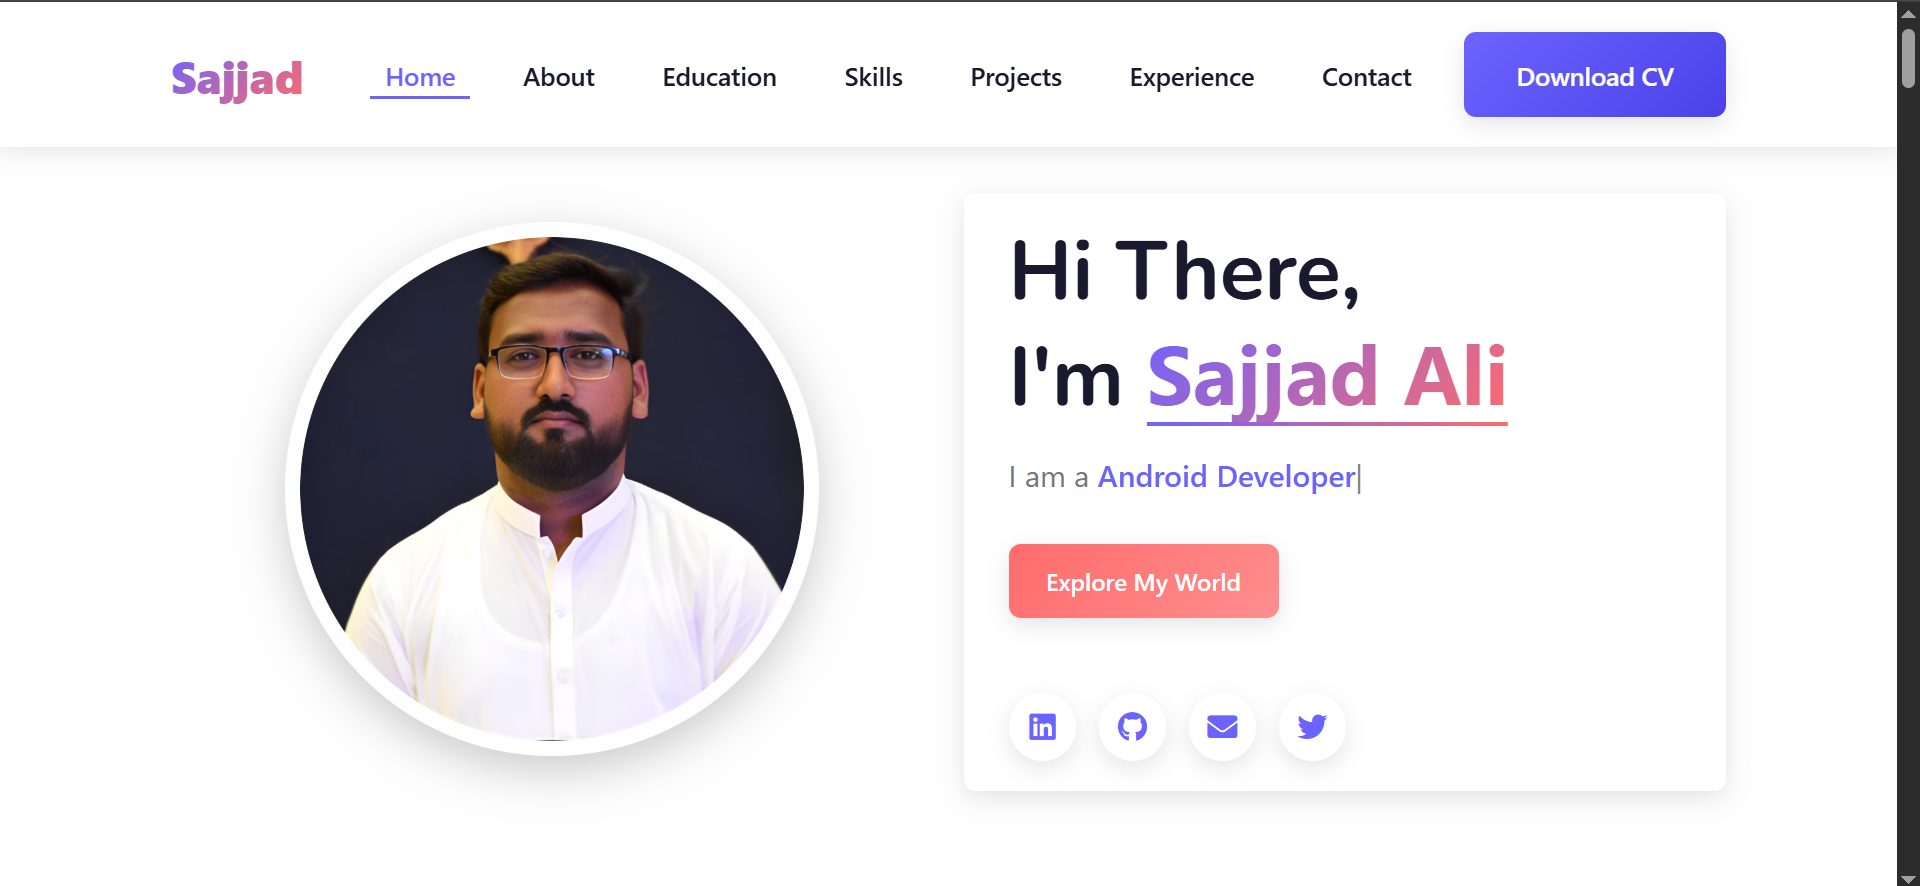 Sajjad Home About Education Skills Projects Experience Contact Download CV
Hi There,
I'm Sajjad Ali
I am a Android Developer|
Explore My World